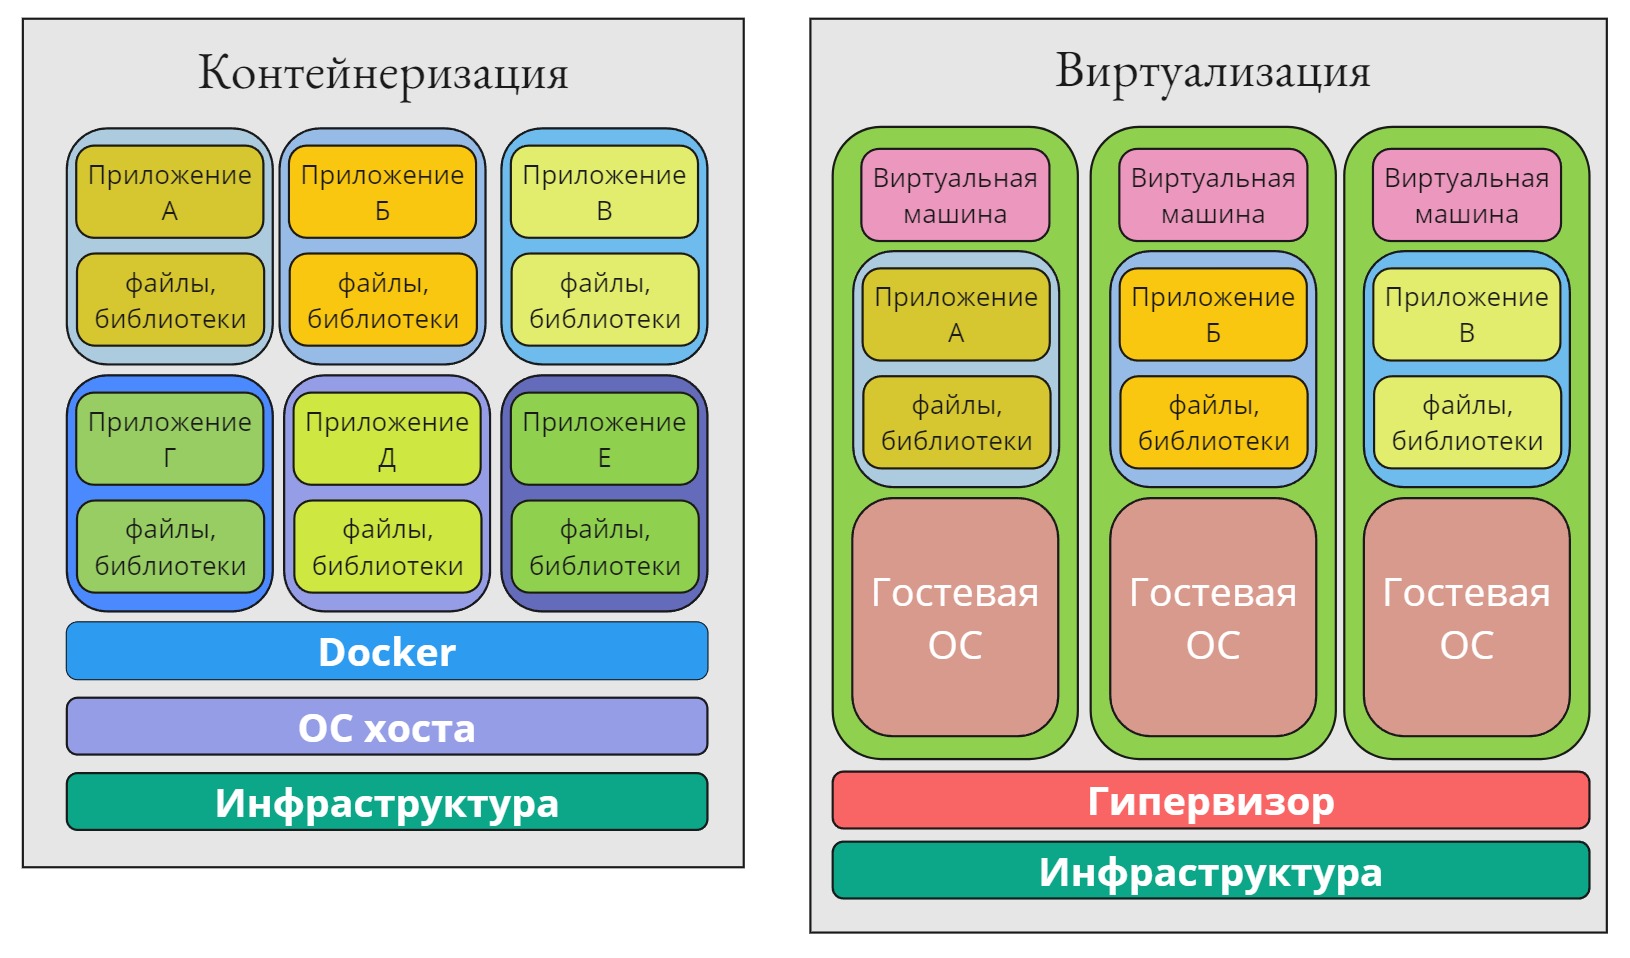 Контейнеризация
Приложение
А
файлы,
библиотеки
Приложение
Б
файлы,
библиотеки
Приложение
В
файлы,
библиотеки
Приложение
Г
файлы,
библиотеки
Приложение
Д
файлы,
библиотеки
Приложение
Е
файлы,
библиотеки
Docker
ОС хоста
Инфраструктура
Виртуализация
Виртуальная
машина
Приложение
А
файлы,
библиотеки
Гостевая
ОС
Виртуальная
машина
Приложение
Б
файлы,
библиотеки
Гостевая
ОС
Виртуальная
машина
Приложение
В
файлы,
библиотеки
Гостевая
ОС
Гипервизор
Инфраструктура